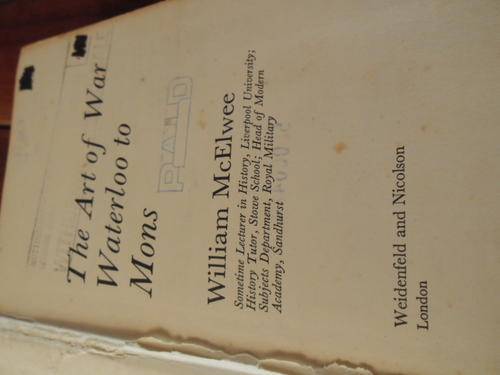 The Art of War
Waterloo to
Mons
PAID
William McElwee
Sometime Lecturer in History, Liverpool University;
History Tutor, Stowe School; Head of Modern
Subjects Department, Royal Military
Academy, Sandhurst
Weidenfeld and Nicolson
London